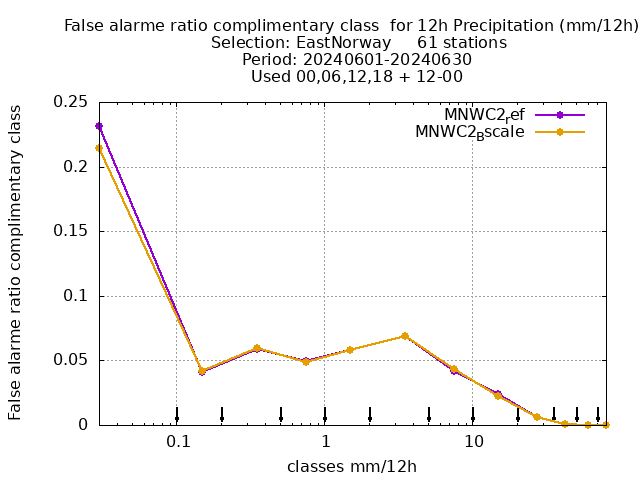 False alarme ratio complimentary class  for 12h Precipitation (mm/12h)
Selection: EastNorway     61 stations
Period: 20240601-20240630
Used 00,06,12,18 + 12-00
False alarme ratio complimentary class
0.25
0.2
0.15
0.1
0.05
0
MNWC2ref
MNWC2Bscale
0.1 1 10
classes mm/12h